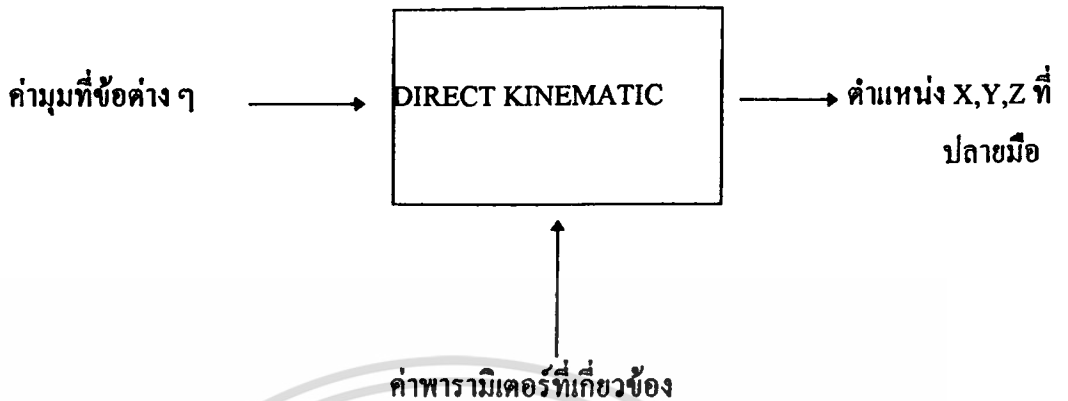 ค่ามุมที่ข้อต่าง ๆ
DIRECT KINEMATIC
ตำแหน่ง X,Y,Z ที่
ปลายมือ
ค่าพารามิเตอร์ที่เกี่ยวข้อง